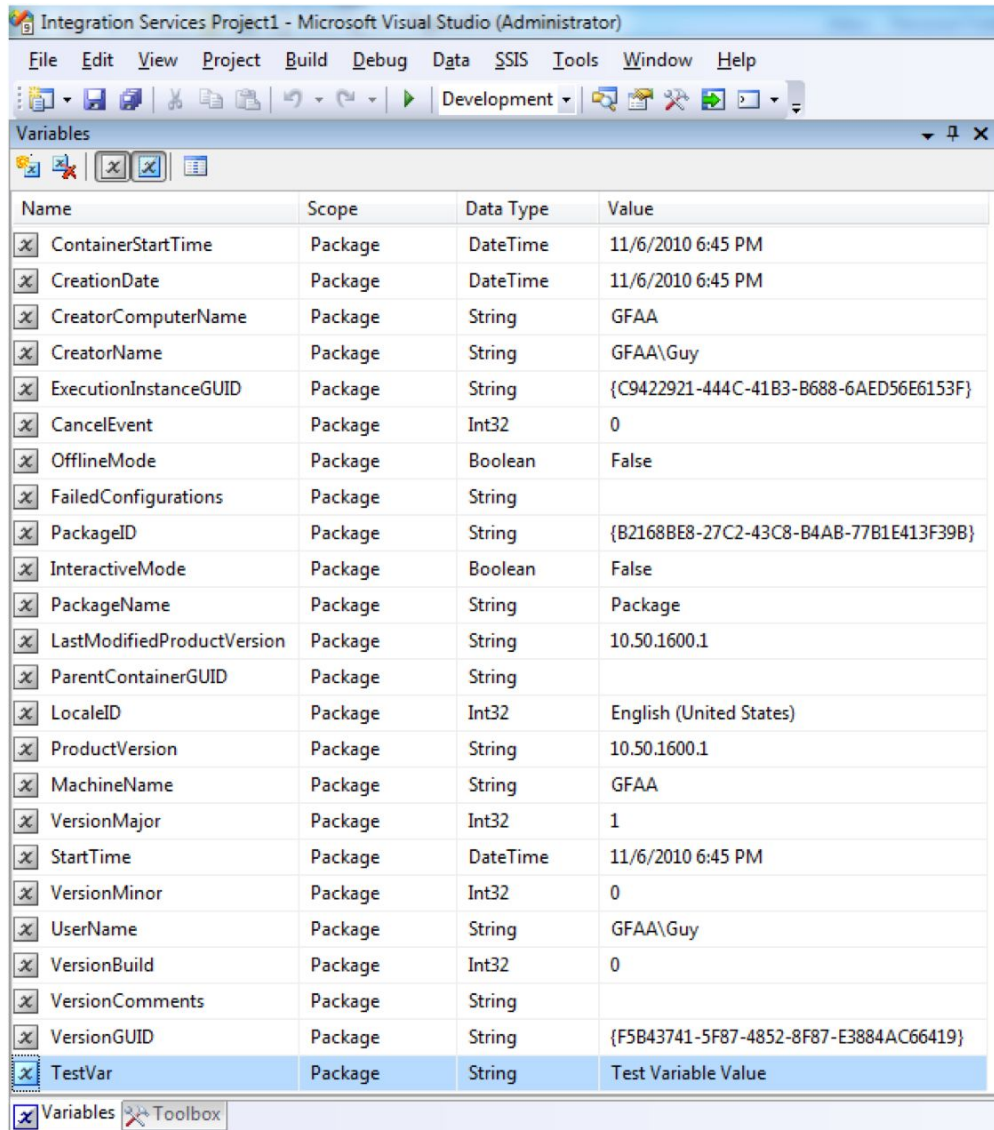 Integration Services Project1 - Microsoft Visual Studio (Administrator)
File Edit View Project Build Debug Data SSIS Tools Window Help
Development
Variables
Name Scope Data Type Value
ContainerStartTime Package DateTime 11/6/2010 6:45 PM
CreationDate Package DateTime 11/6/2010 6:45 PM
CreatorComputerName Package String GFAA
CreatorName Package String GFAA\Guy
ExecutionInstanceGUID Package String {C9422921-444C-41B3-B688-6AED56E6153F}
CancelEvent Package Int32 0
OfflineMode Package Boolean False
FailedConfigurations Package String
PackageID Package String {B2168BE8-27C2-43C8-B4AB-77B1E413F39B}
InteractiveMode Package Boolean False
PackageName Package String Package
LastModifiedProductVersion Package String 10.50.1600.1
ParentContainerGUID Package String
LocaleID Package Int32 English (United States)
ProductVersion Package String 10.50.1600.1
MachineName Package String GFAA
VersionMajor Package Int32 1
StartTime Package DateTime 11/6/2010 6:45 PM
VersionMinor Package Int32 0
UserName Package String GFAA\Guy
VersionBuild Package Int32 0
VersionComments Package String
VersionGUID Package String {F5B43741-5F87-4852-8F87-E3884AC66419}
TestVar Package String Test Variable Value
Variables Toolbox